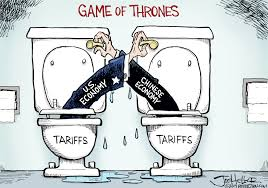 GAME OF THRONES
U.S.
ECONOMY
CHINESE
ECONOMY
TARIFFS
TARIFFS